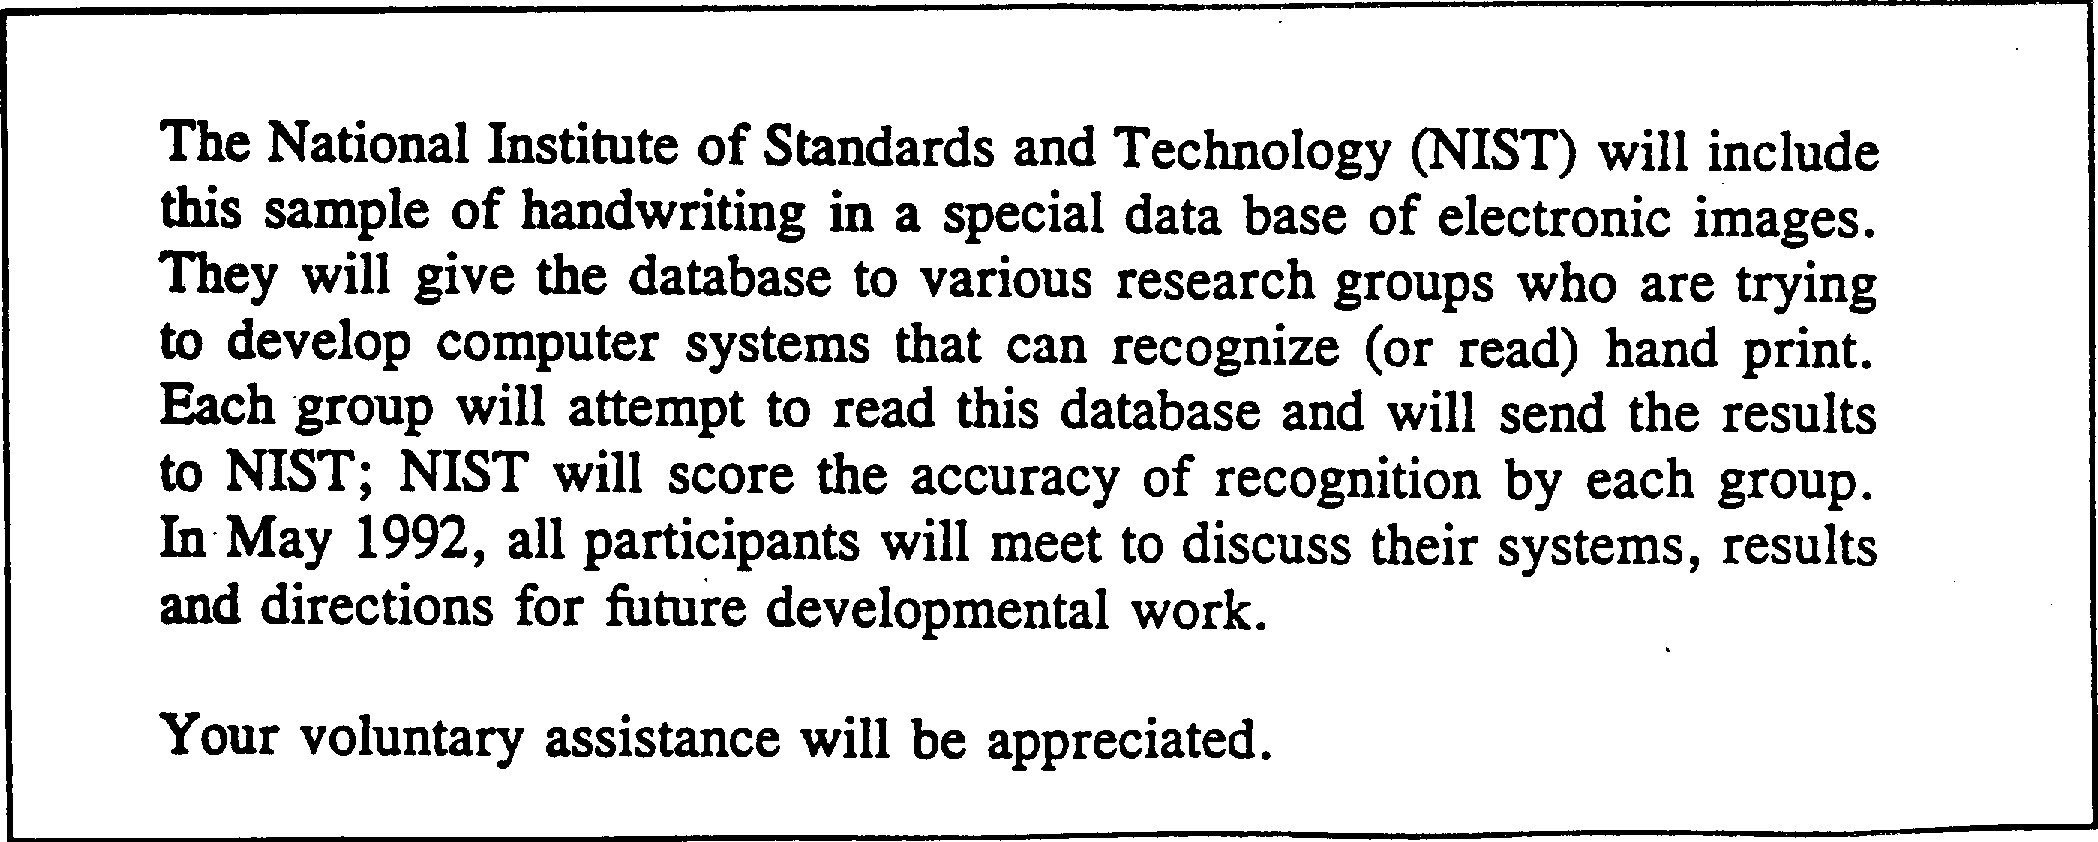 The National Institute of Standards and Technology (NIST) will include
this sample of handwriting in a special data base of electronic images.
They will give the database to various research groups who are trying
to develop computer systems that can recognize (or read) hand print.
Each group will attempt to read this database and will send the results
to NIST; NIST will score the accuracy of recognition by each group.
In May 1992, all participants will meet to discuss their systems, results
and directions for future developmental work.
Your voluntary assistance will be appreciated.